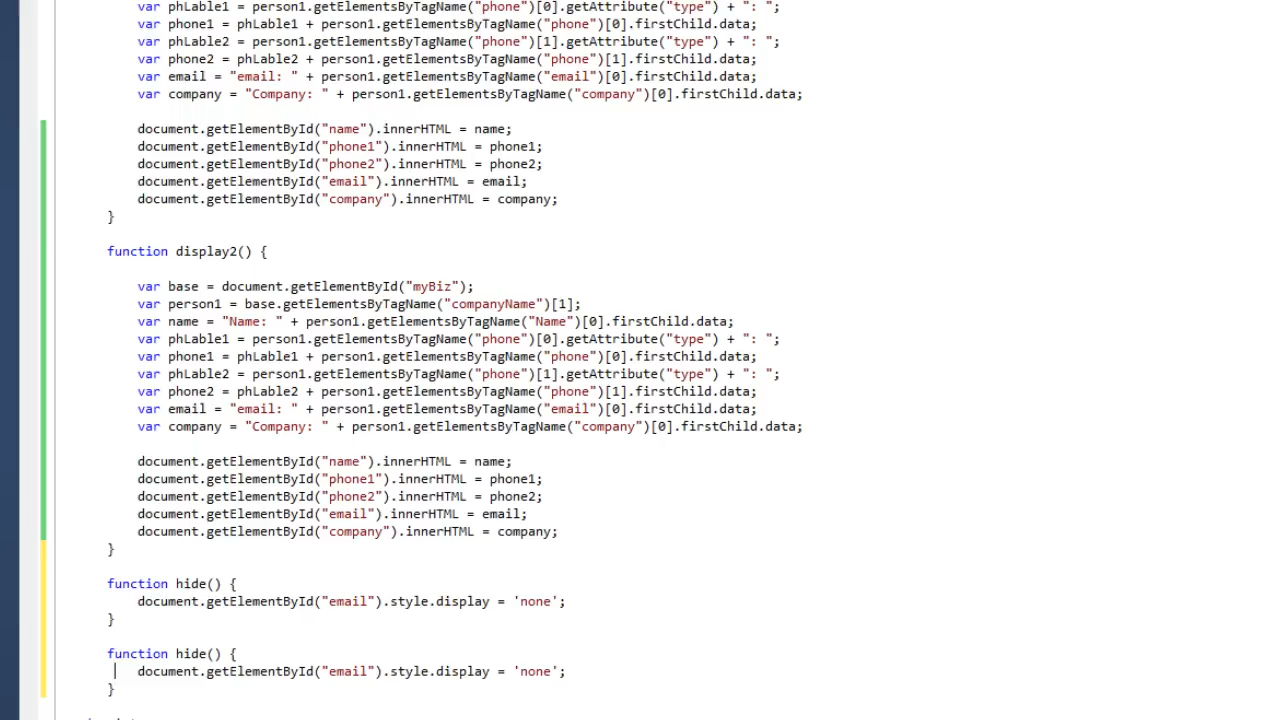 var phLable1 = person1.getElementsByTagName("phone")[0].getAttribute("type") + ": ";
var phone1 = phLable1 + person1.getElementsByTagName("phone")[0].firstChild.data;
var phLable2 = person1.getElementsByTagName("phone")[1].getAttribute("type") + ": ";
var phone2 = phLable2 + person1.getElementsByTagName("phone")[1].firstChild.data;
var email = "email: " + person1.getElementsByTagName("email")[0].firstChild.data;
var company = "Company: " + person1.getElementsByTagName("company")[0].firstChild.data;
document.getElementById("name").innerHTML = name;
document.getElementById("phone1").innerHTML = phone1;
document.getElementById("phone2").innerHTML = phone2;
document.getElementById("email").innerHTML = email;
document.getElementById("company").innerHTML = company;
}
function display2() {
var base = document.getElementById("myBiz");
var person1 = base.getElementsByTagName("companyName")[1];
var name = "Name: " + person1.getElementsByTagName("Name")[0].firstChild.data;
var phLable1 = person1.getElementsByTagName("phone")[0].getAttribute("type") + ": ";
var phone1 = phLable1 + person1.getElementsByTagName("phone")[0].firstChild.data;
var phLable2 = person1.getElementsByTagName("phone")[1].getAttribute("type") + ": ";
var phone2 = phLable2 + person1.getElementsByTagName("phone")[1].firstChild.data;
var email = "email: " + person1.getElementsByTagName("email")[0].firstChild.data;
var company = "Company: " + person1.getElementsByTagName("company")[0].firstChild.data;
document.getElementById("name").innerHTML = name;
document.getElementById("phone1").innerHTML = phone1;
document.getElementById("phone2").innerHTML = phone2;
document.getElementById("email").innerHTML = email;
document.getElementById("company").innerHTML = company;
}
function hide() {
document.getElementById("email").style.display = 'none';
}
function hide() {
document.getElementById("email").style.display = 'none';
}